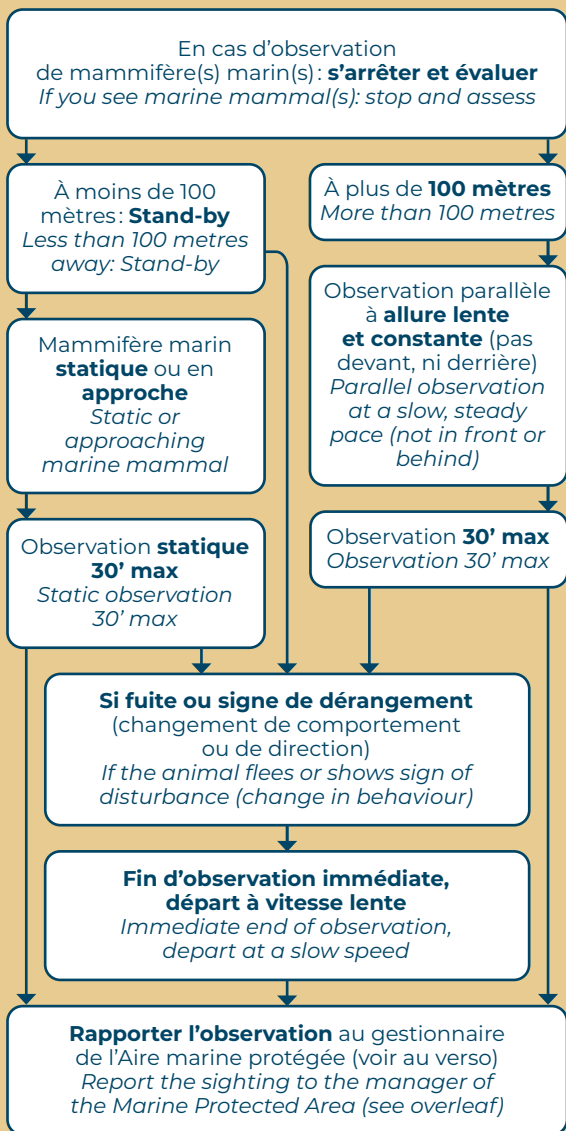 En cas d'observation
de mammifère(s) marin(s) : s'arrêter et évaluer
If you see marine mammal(s): stop and assess
À moins de 100
mètres : Stand-by
Less than 100 metres
away: Stand-by
À plus de 100 mètres
More than 100 metres
Mammifère marin
statique ou en
approche
Static or
approaching
marine mammal
Observation parallèle
à allure lente
et constante (pas
devant, ni derrière)
Parallel observation
at a slow, steady
pace (not in front or
behind)
Observation statique
30' max
Static observation
30' max
Observation 30' max
Observation 30' max
Si fuite ou signe de dérangement
(changement de comportement
ou de direction)
If the animal flees or shows sign of
disturbance (change in behaviour)
Fin d'observation immédiate,
départ à vitesse lente
Immediate end of observation,
depart at a slow speed
Rapporter l'observation au gestionnaire
de l'Aire marine protégée (voir au verso)
Report the sighting to the manager of
the Marine Protected Area (see overleaf)